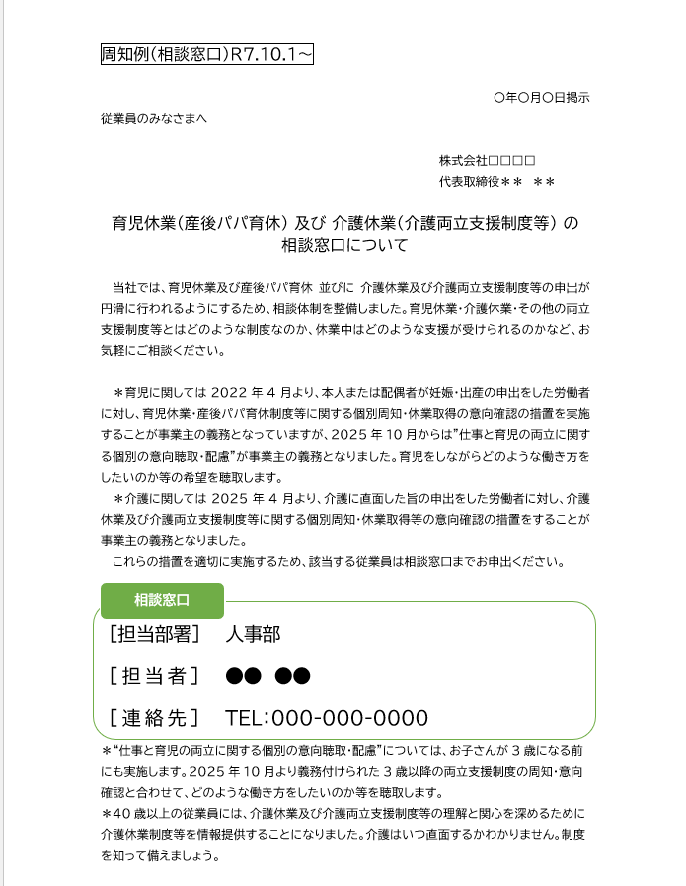 周知例(相談窓口)R7.10.1～
〇年〇月〇日掲示
従業員のみなさまへ
株式会社□□□□
代表取締役＊＊　＊＊
育児休業(産後パパ育休) 及び 介護休業(介護両立支援制度等) の
相談窓口について
当社では、育児休業及び産後パパ育休 並びに 介護休業及び介護両立支援制度等の申出が
円滑に行われるようにするため、相談体制を整備しました。育児休業・介護休業・その他の両立
支援制度等とはどのような制度なのか、休業中はどのような支援が受けられるのかなど、お
気軽にご相談ください。
＊育児に関しては 2022 年 4 月より、本人または配偶者が妊娠・出産の申出をした労働者
に対し、育児休業・産後パパ育休制度等に関する個別周知・休業取得の意向確認の措置を実施
することが事業主の義務となっていますが、2025 年 10 月からは”仕事と育児の両立に関す
る個別の意向聴取・配慮”が事業主の義務となりました。育児をしながらどのような働き方を
したいのか等の希望を聴取します。
＊介護に関しては 2025 年 4 月より、介護に直面した旨の申出をした労働者に対し、介護
休業及び介護両立支援制度等に関する個別周知・休業取得等の意向確認の措置をすることが
事業主の義務となりました。
これらの措置を適切に実施するため、該当する従業員は相談窓口までお申出ください。
相談窓口
[担当部署]　人事部
[担当者]　●●　●●
[連絡先]　TEL:000-000-0000
＊“仕事と育児の両立に関する個別の意向聴取・配慮”については、お子さんが 3 歳になる前
にも実施します。2025 年 10 月より義務付けられた 3 歳以降の両立支援制度の周知・意向
確認と合わせて、どのような働き方をしたいのか等を聴取します。
＊40 歳以上の従業員には、介護休業及び介護両立支援制度等の理解と関心を深めるために
介護休業制度等を情報提供することになりました。介護はいつ直面するかわかりません。制度
を知って備えましょう。